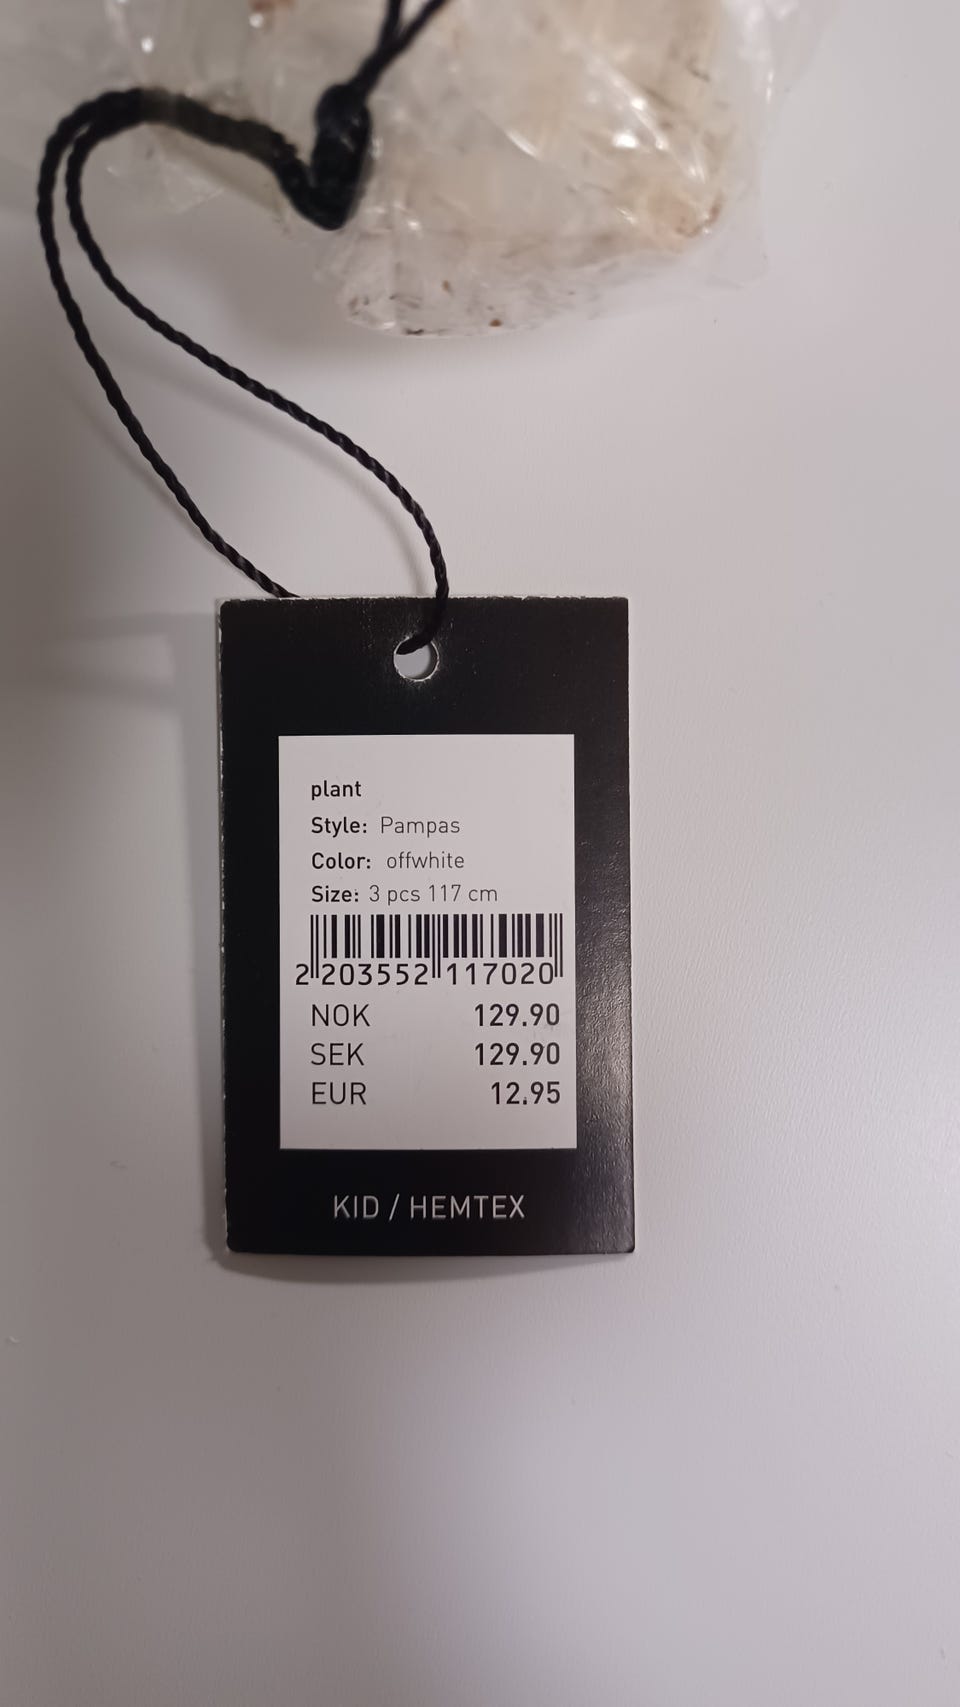 plant
Style: Pampas
Color: offwhite
Size: 3 pcs 117 cm
2 203552 117020
NOK 129.90
SEK 129.90
EUR 12.95
KID / HEMTEX